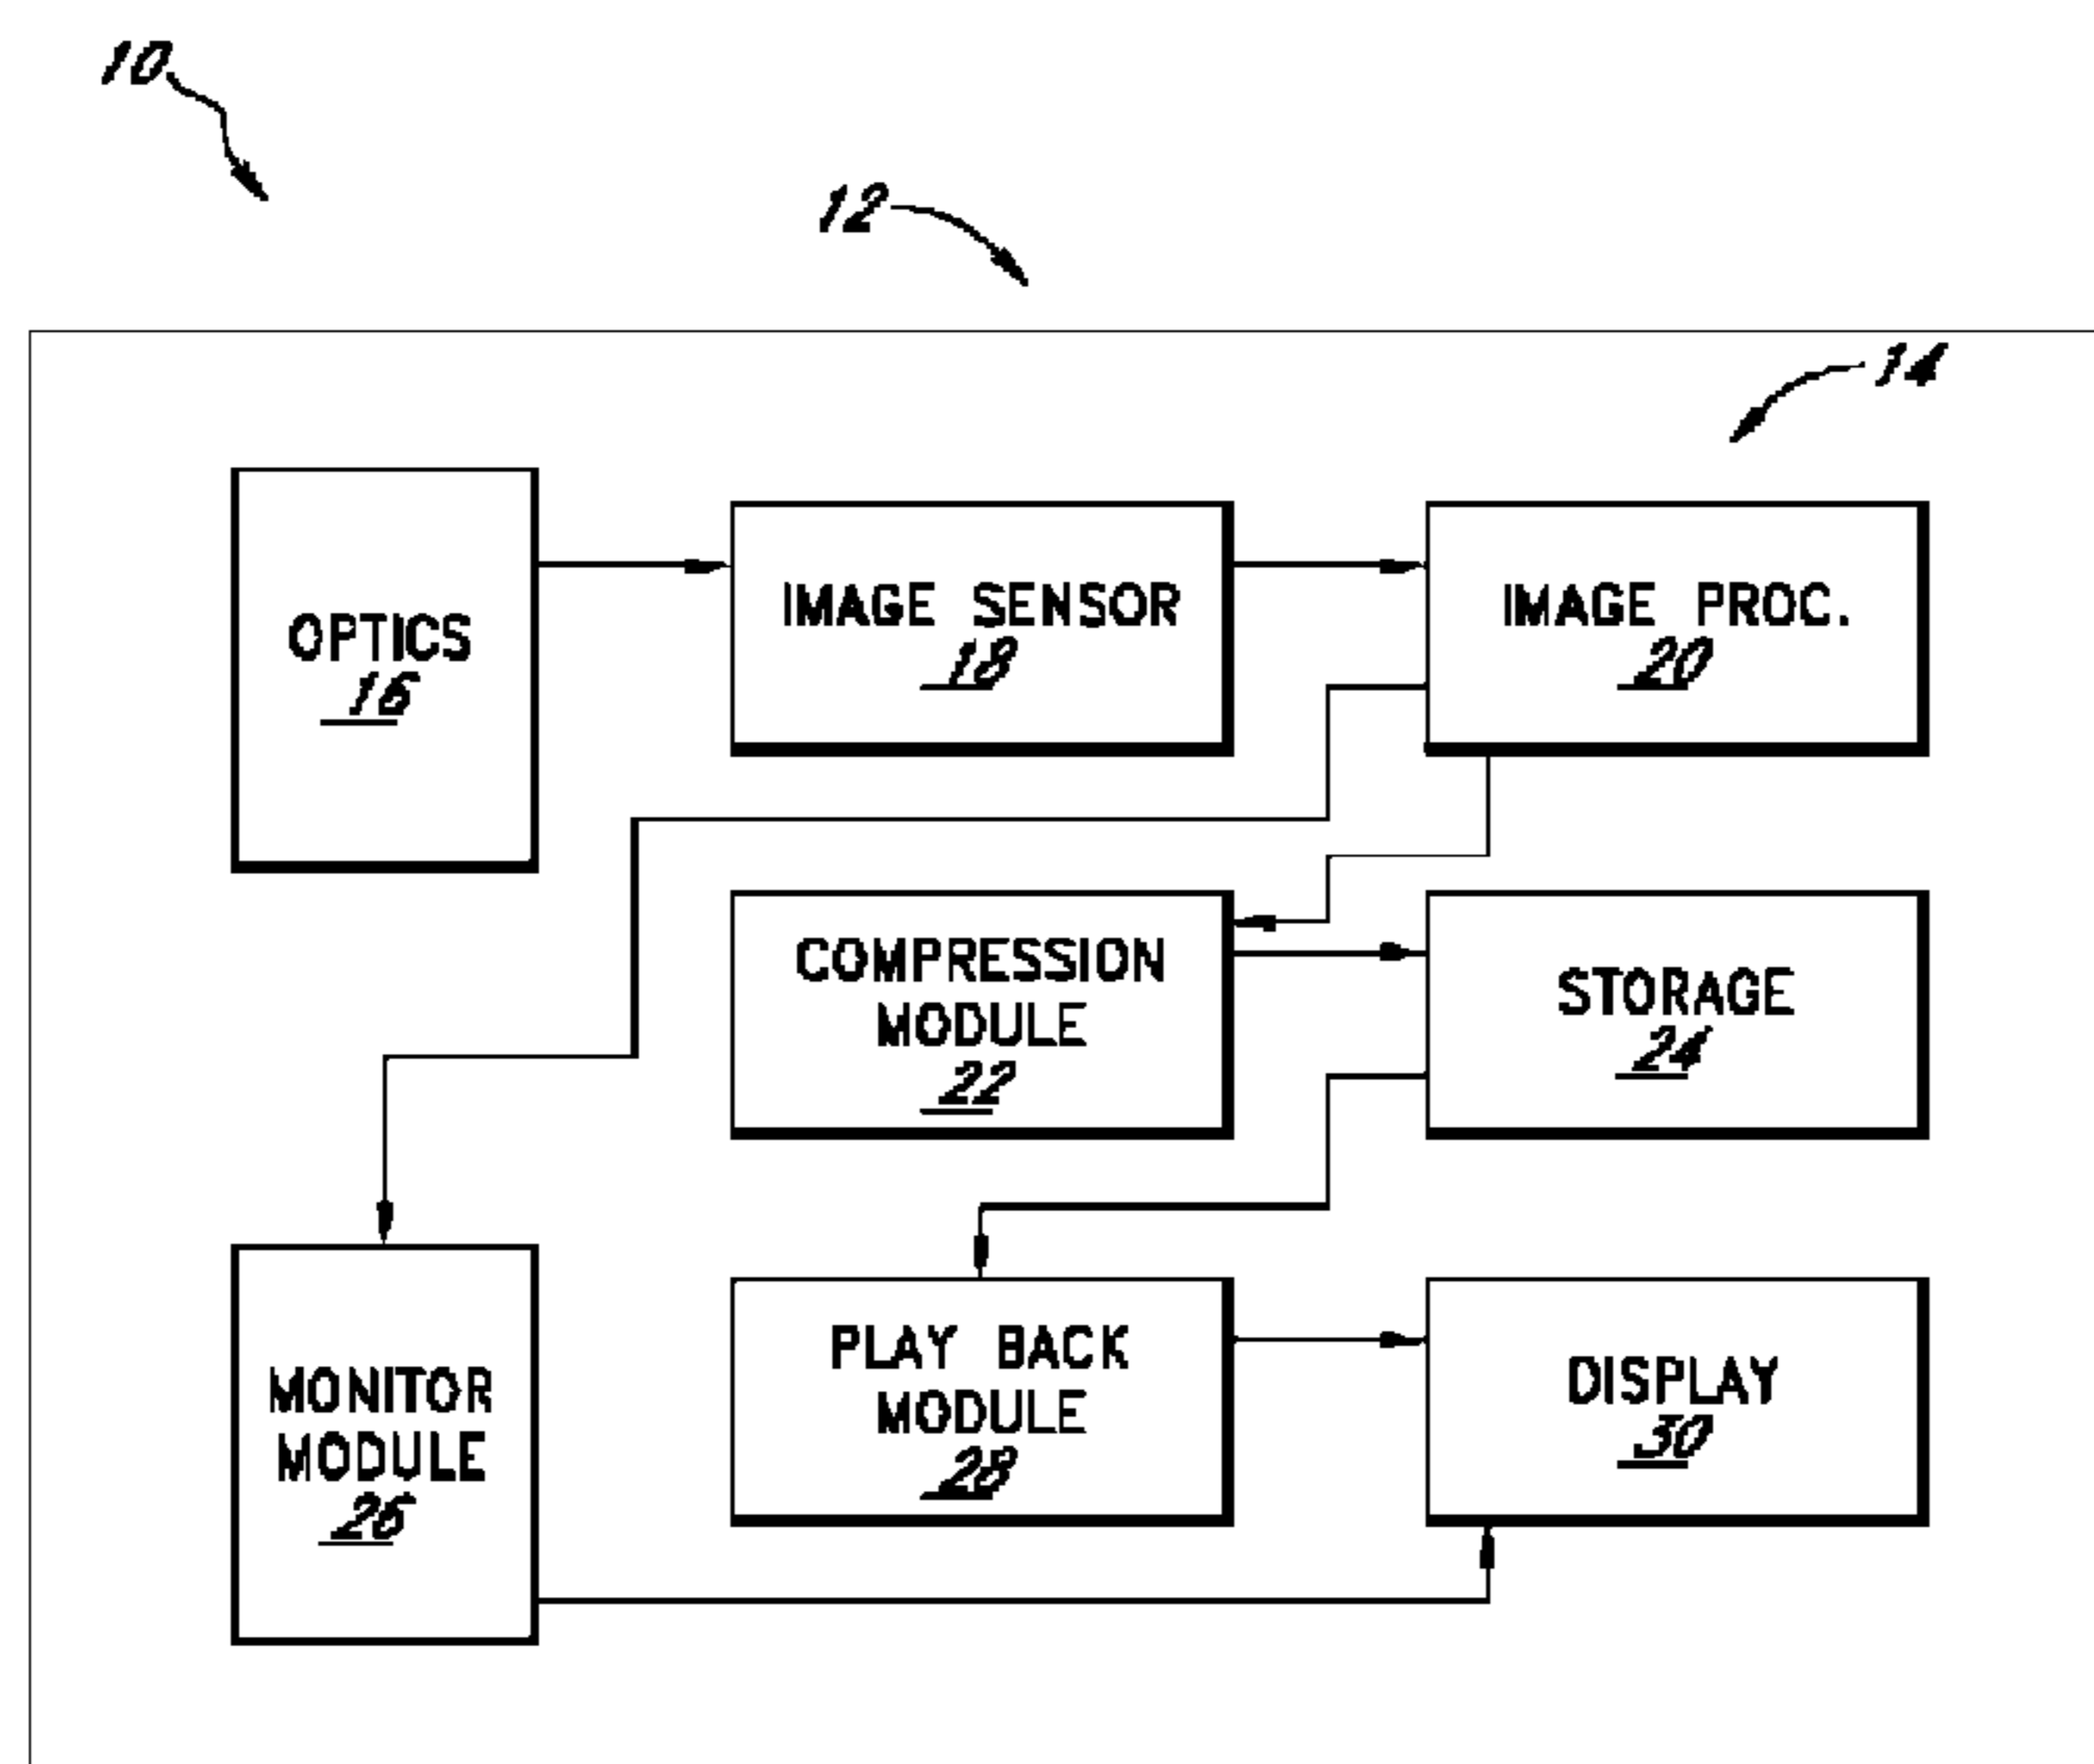 10
12
14
OPTICS
16
IMAGE SENSOR
18
IMAGE PROC.
20
COMPRESSION
MODULE
22
STORAGE
24
MONITOR
MODULE
26
PLAY BACK
MODULE
28
DISPLAY
30